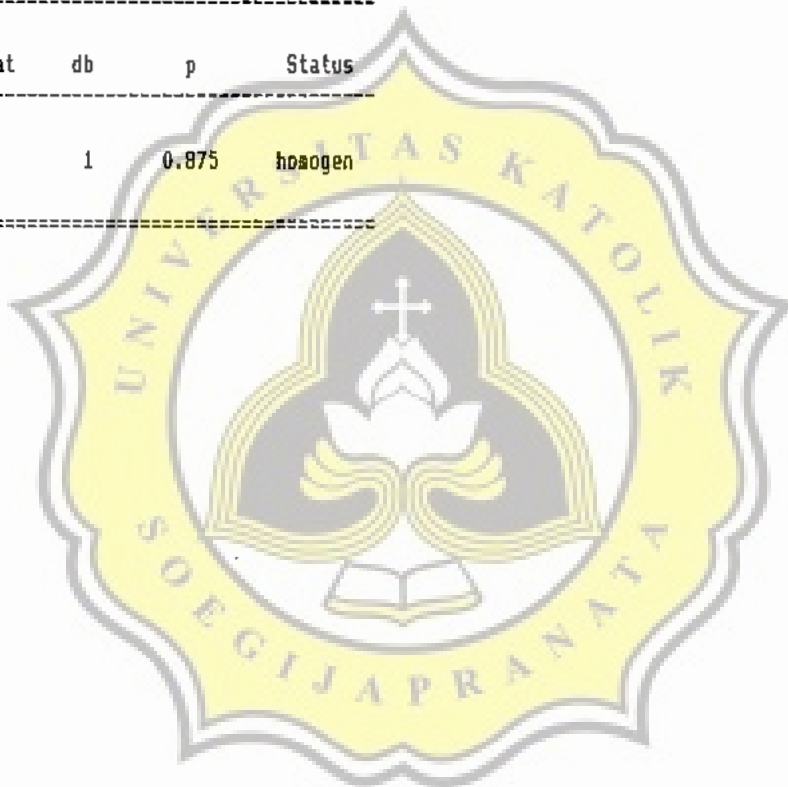 at db p Status
1 0.875 homogen
UNIVERSITAS KATOLIK
SOEGIJAPRANATA